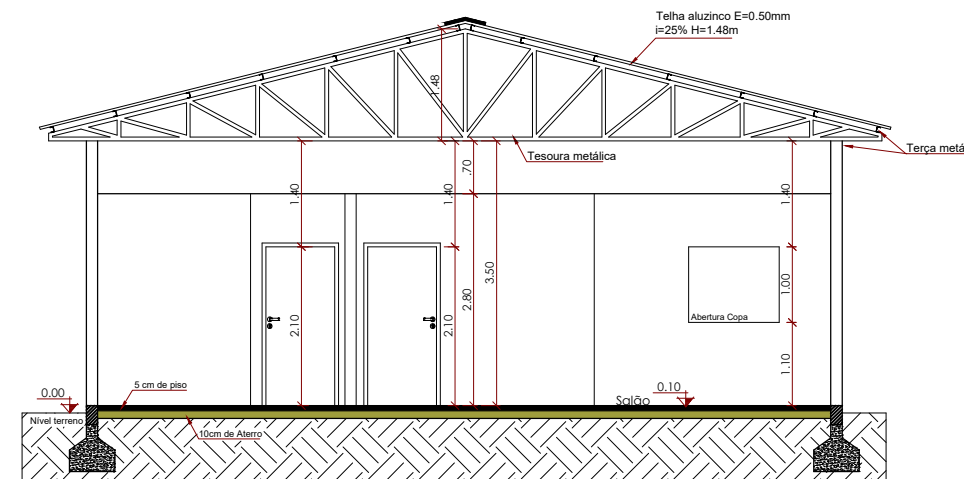 Telha aluzinco E=0.50mm
i=25% H=1.48m
1.48
Tesoura metálica
Terça metá
1.40
1.40
.70
1.40
3.50
2.80
2.10
2.10
1.00
Abertura Copa
1.10
0.00
5 cm de piso
0.10
Salão
Nível terreno
10cm de Aterro